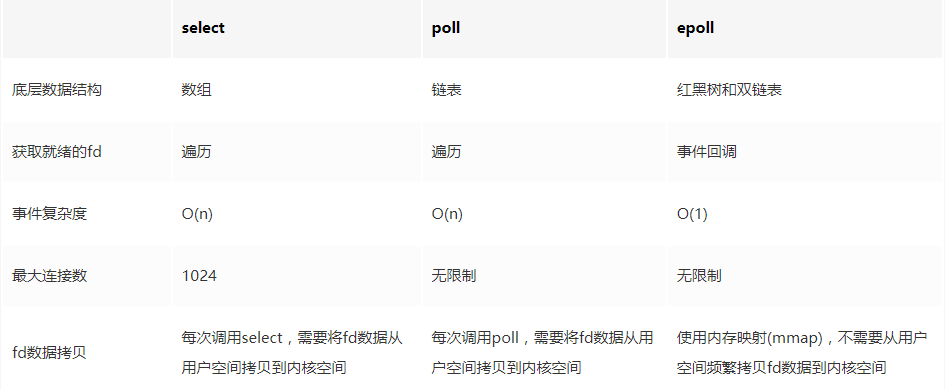 select poll epoll
底层数据结构 数组 链表 红黑树和双链表
获取就绪的fd 遍历 遍历 事件回调
事件复杂度 O(n) O(n) O(1)
最大连接数 1024 无限制 无限制
fd数据拷贝
每次调用select，需要将fd数据从
用户空间拷贝到内核空间
每次调用poll，需要将fd数据从用
户空间拷贝到内核空间
使用内存映射(mmap)，不需要从用户
空间频繁拷贝fd数据到内核空间